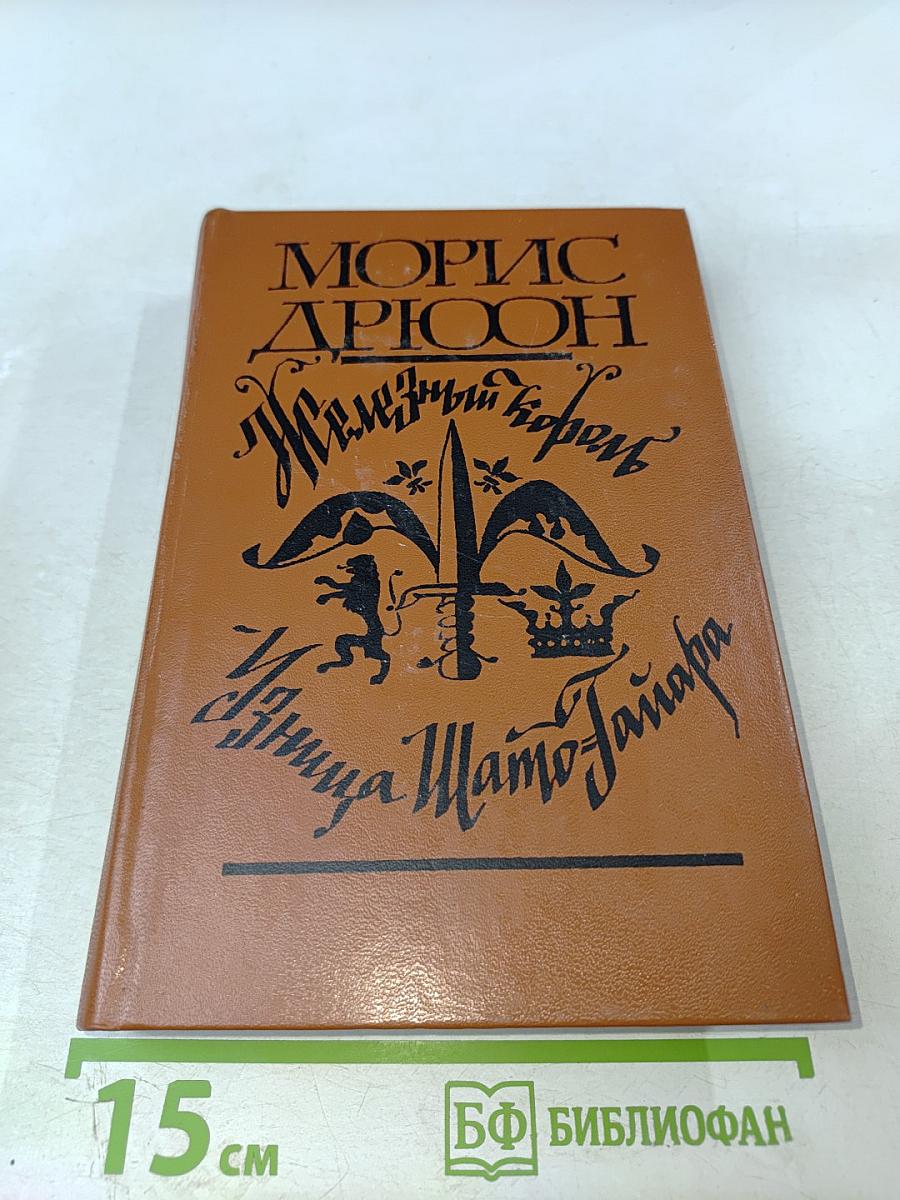 МОРИС
ДРЮОН
Железный король
Узница Шато-Гайара
15 см
БФ БИБЛИОФАН